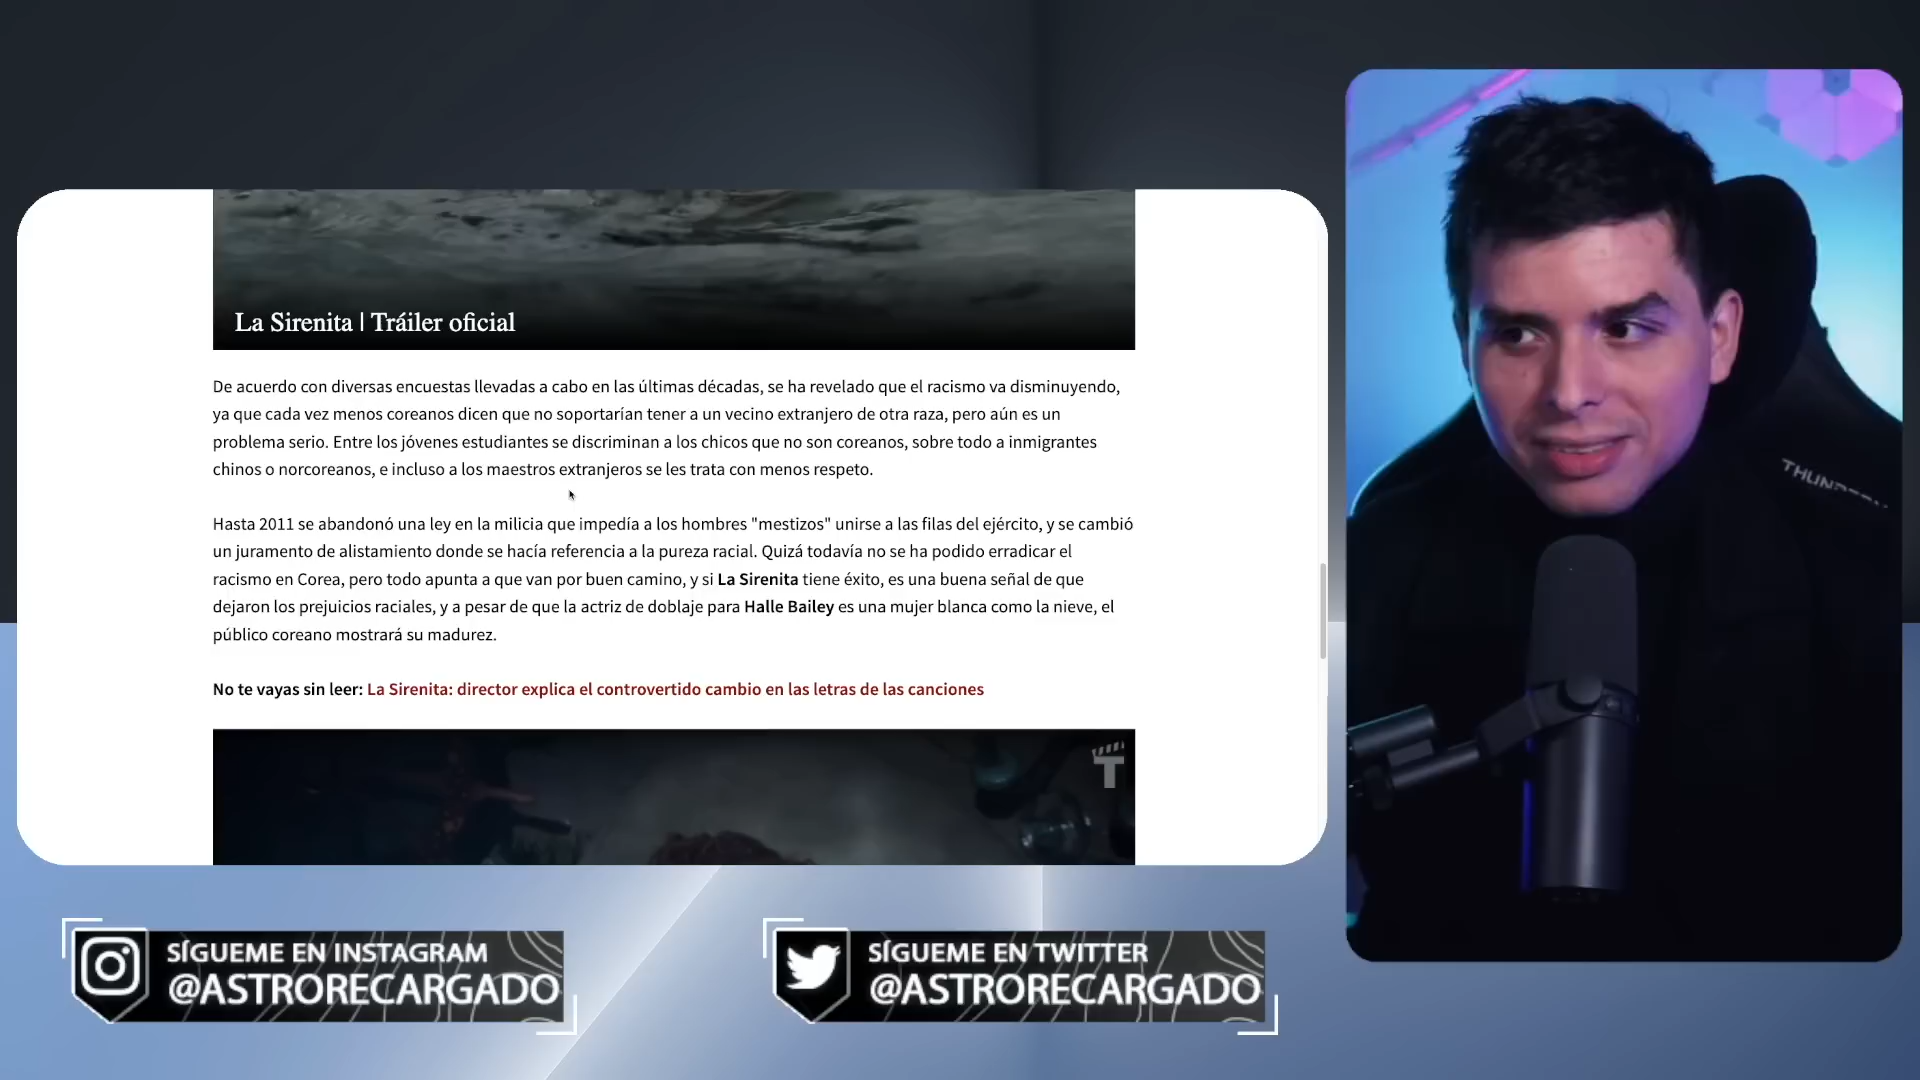 La Sirenita | Tráiler oficial
De acuerdo con diversas encuestas llevadas a cabo en las últimas décadas, se ha revelado que el racismo va disminuyendo,
ya que cada vez menos coreanos dicen que no soportarían tener a un vecino extranjero de otra raza, pero aún es un
problema serio. Entre los jóvenes estudiantes se discriminan a los chicos que no son coreanos, sobre todo a inmigrantes
chinos o norcoreanos, e incluso a los maestros extranjeros se les trata con menos respeto.
Hasta 2011 se abandonó una ley en la milicia que impedía a los hombres "mestizos" unirse a las filas del ejército, y se cambió
un juramento de alistamiento donde se hacía referencia a la pureza racial. Quizá todavía no se ha podido erradicar el
racismo en Corea, pero todo apunta a que van por buen camino, y si La Sirenita tiene éxito, es una buena señal de que
dejaron los prejuicios raciales, y a pesar de que la actriz de doblaje para Halle Bailey es una mujer blanca como la nieve, el
público coreano mostrará su madurez.
No te vayas sin leer: La Sirenita: director explica el controvertido cambio en las letras de las canciones
T
SÍGUEME EN INSTAGRAM
@ASTRORECARGADO
SÍGUEME EN TWITTER
@ASTRORECARGADO